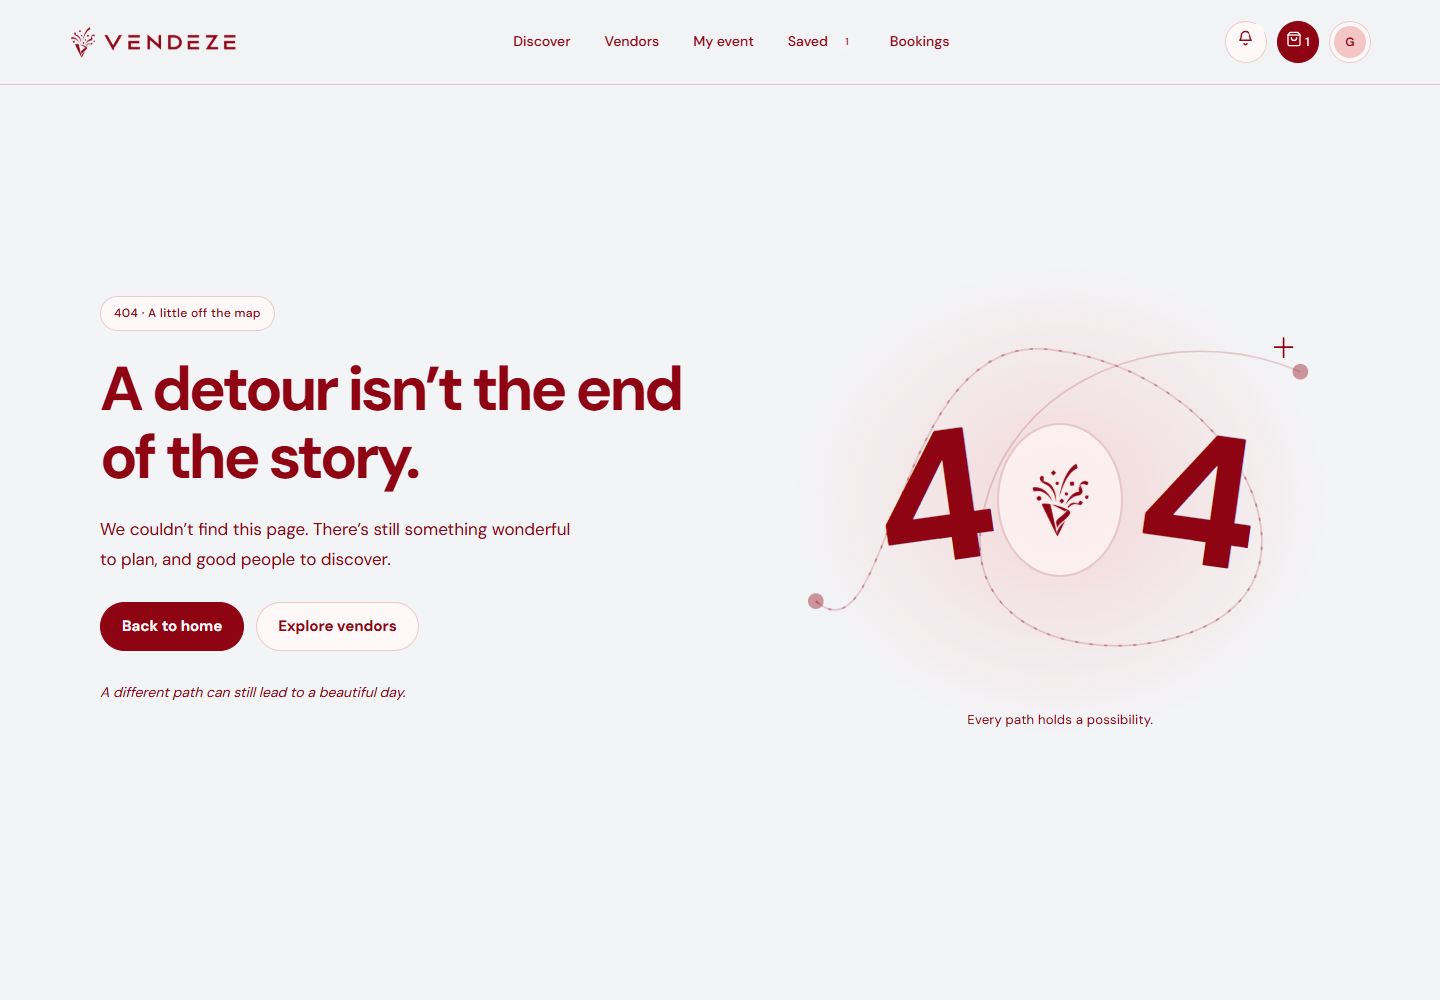 VENDEZE
Discover
Vendors
My event
Saved 1
Bookings
1
G
404 · A little off the map
A detour isn’t the end
of the story.
We couldn’t find this page. There’s still something wonderful
to plan, and good people to discover.
Back to home
Explore vendors
A different path can still lead to a beautiful day.
4 4
Every path holds a possibility.